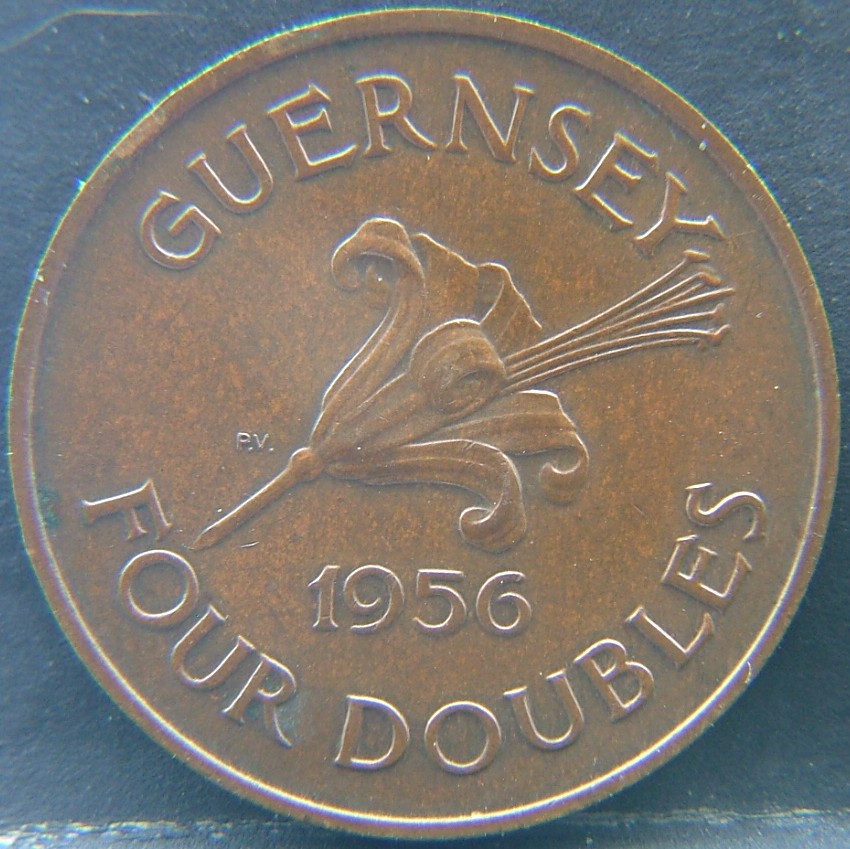 GUERNSEY
P.V.
1956
FOUR DOUBLES